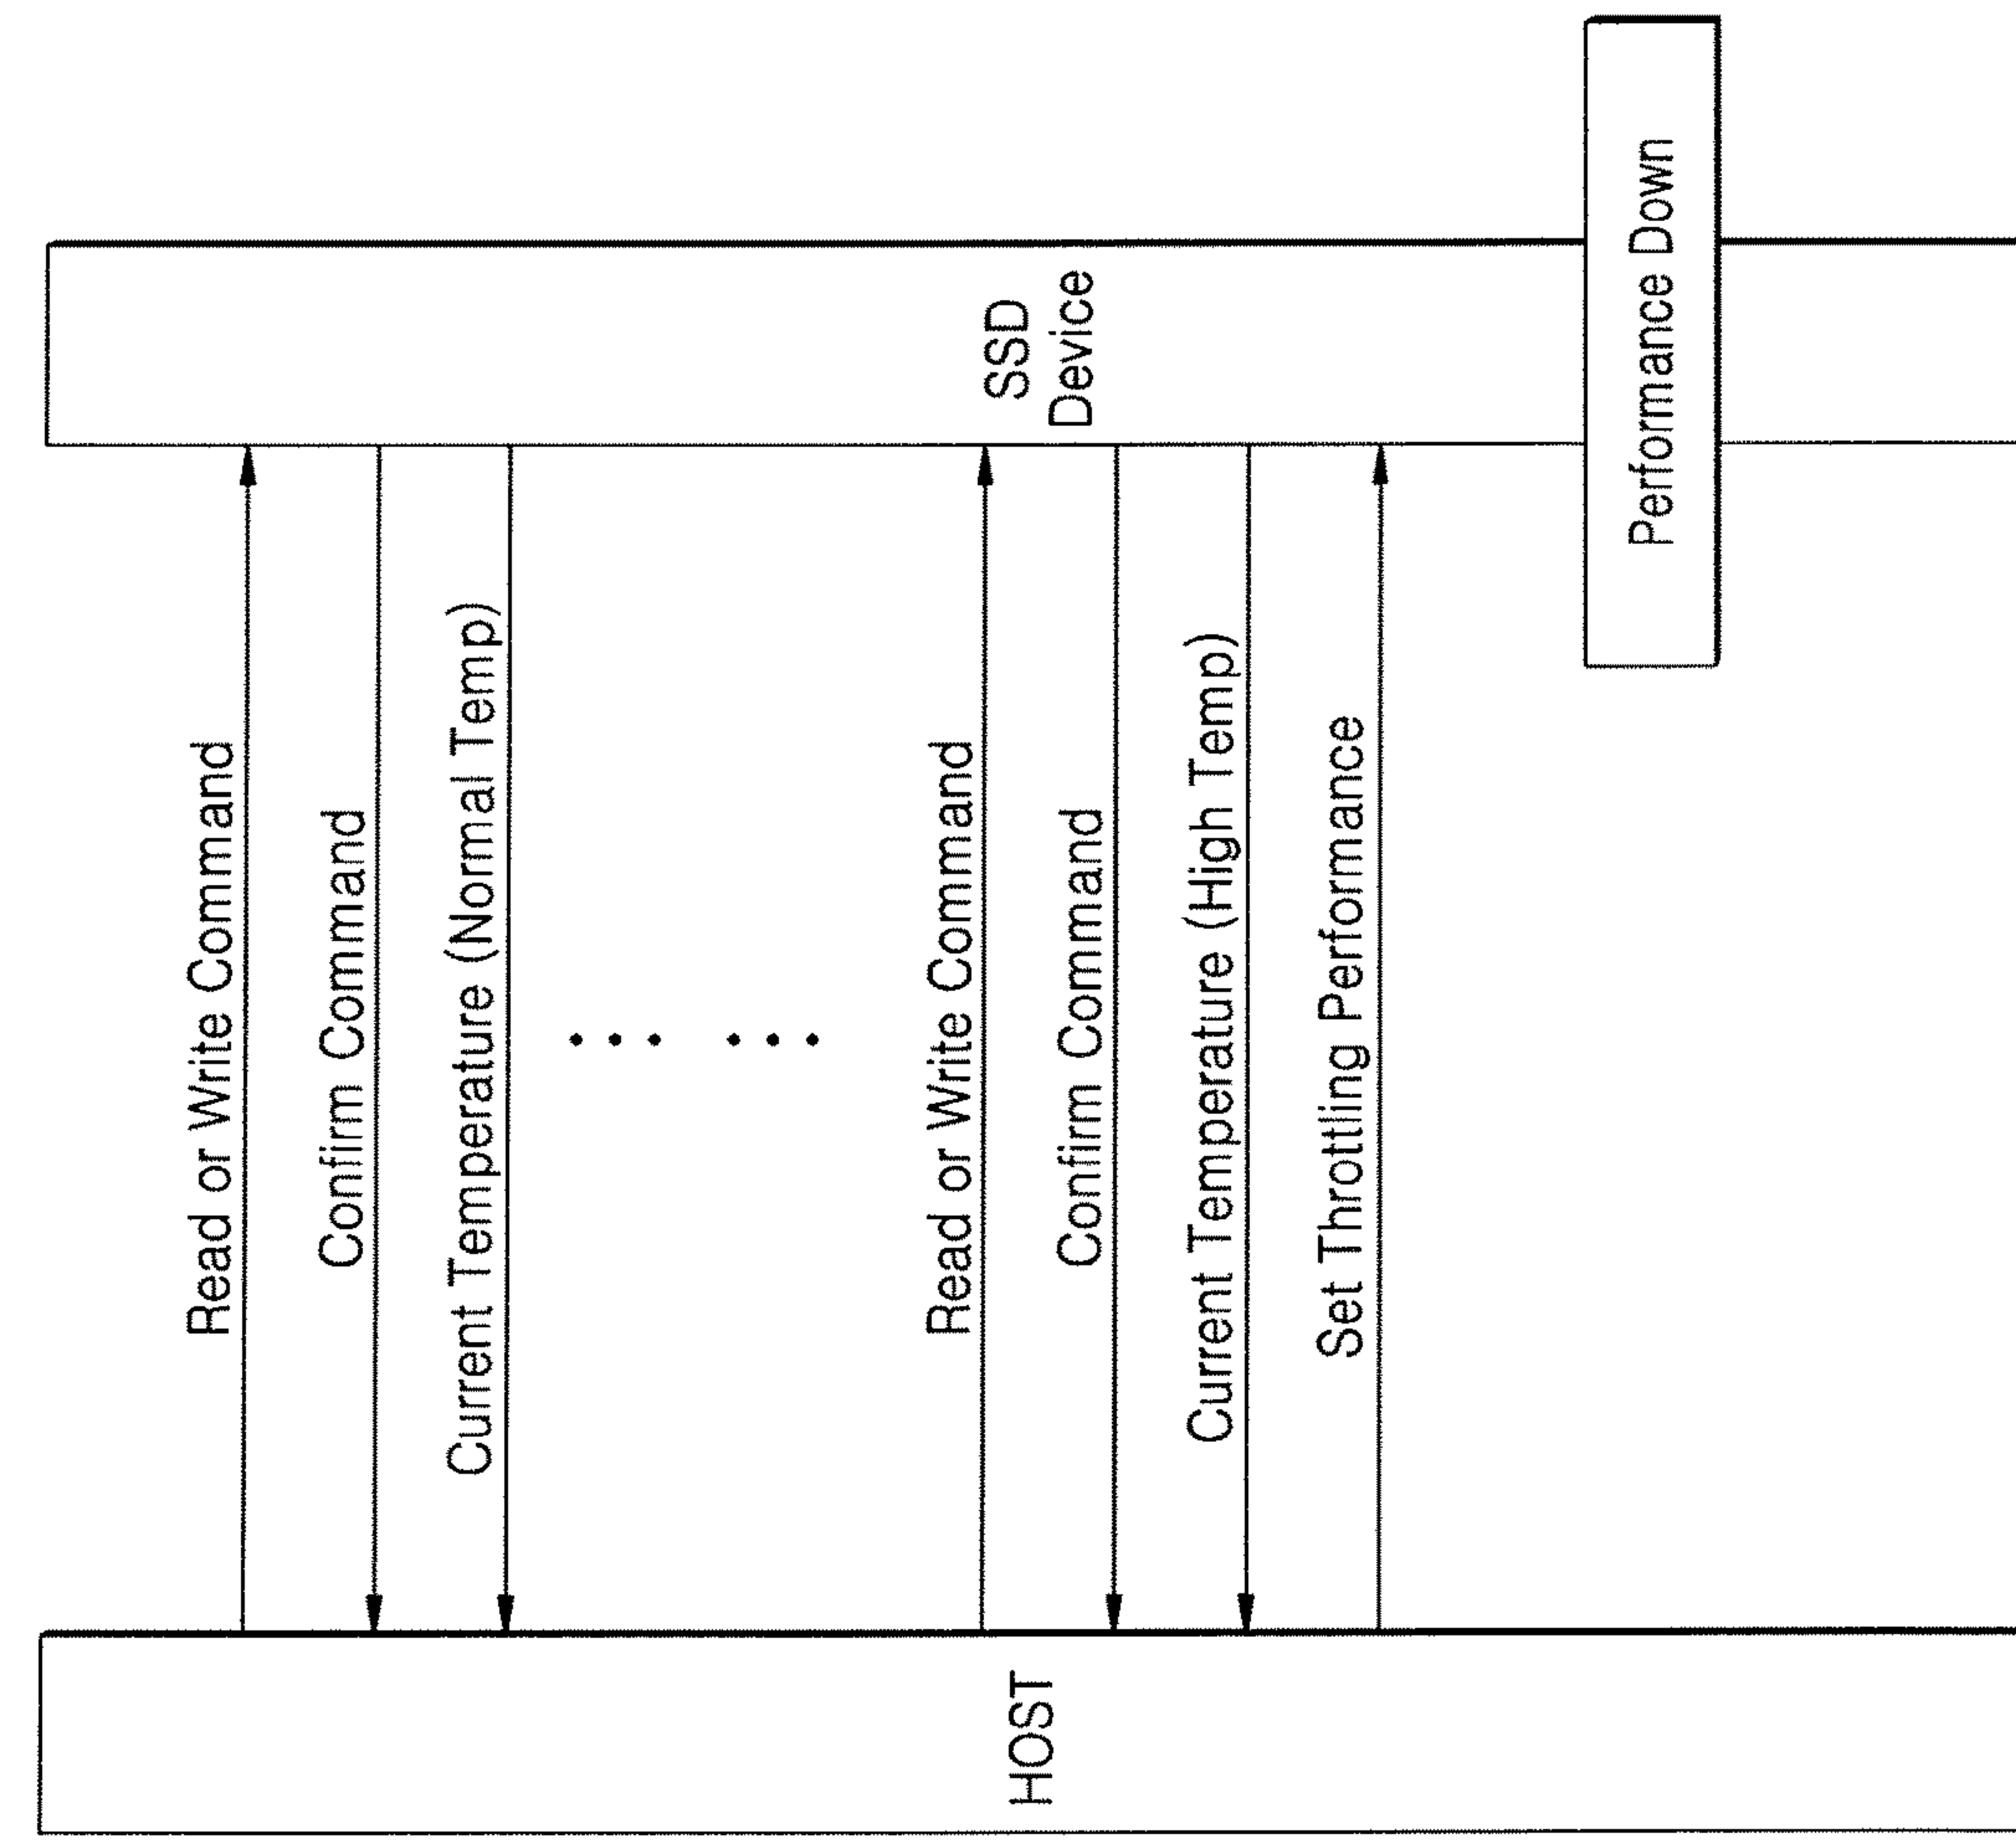 HOST
Read or Write Command
Confirm Command
Current Temperature (Normal Temp)
Read or Write Command
Confirm Command
Current Temperature (High Temp)
Set Throttling Performance
SSD
Device
Performance Down